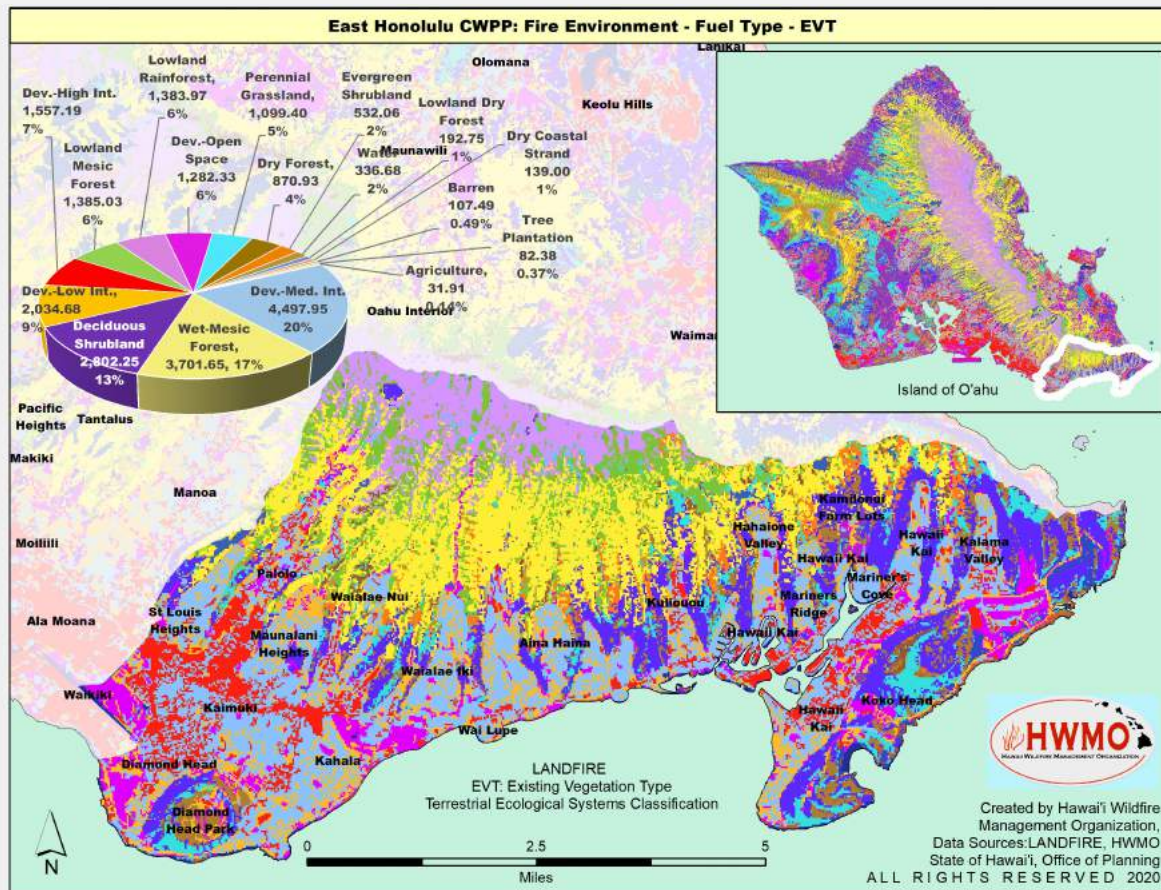 East Honolulu CWPP: Fire Environment - Fuel Type - EVT
Lanikai
Olomana
Keolu Hills
Maunawili
Oahu Interior
Pacific
Heights
Tantalus
Makiki
Manoa
Moiliili
Ala Moana
Dev.-High Int.
1,557.19
7%
Lowland
Mesic
Forest
1,385.03
6%
Lowland
Rainforest,
1,383.97
6%
Dev.-Open
Space
1,282.33
6%
Perennial
Grassland,
1,099.40
5%
Dry Forest,
870.93
4%
Evergreen
Shrubland
532.06
2%
Water
336.68
2%
Lowland Dry
Forest
192.75
1%
Dry Coastal
Strand
139.00
1%
Barren
107.49
0.49%
Tree
Plantation
82.38
0.37%
Agriculture,
31.91
0.14%
Dev.-Med. Int.
4,497.95
20%
Wet-Mesic
Forest,
3,701.65, 17%
Deciduous
Shrubland
2,802.25
13%
Dev.-Low Int.,
2,034.68
9%
Island of O'ahu
Kamilonui
Farm Lots
Hahaione
Valley
Hawaii
Kai
Kalama
Valley
Hawaii Kai
Mariner's
Cove
Mariners
Ridge
Palolo
Waialae Nui
Kuliouou
St Louis
Heights
Maunalani
Heights
Aina Haina
Hawaii Kai
Waialae Iki
Waikiki
Kaimuki
Koko Head
Hawaii
Kai
Wai Lupe
Diamond Head
Kahala
Diamond
Head Park
LANDFIRE
EVT: Existing Vegetation Type
Terrestrial Ecological Systems Classification
N
0
2.5
5
Miles
HWMO
HAWAII WILDFIRE MANAGEMENT ORGANIZATION
Created by Hawai'i Wildfire
Management Organization,
Data Sources:LANDFIRE, HWMO
State of Hawai'i, Office of Planning
ALL RIGHTS RESERVED 2020